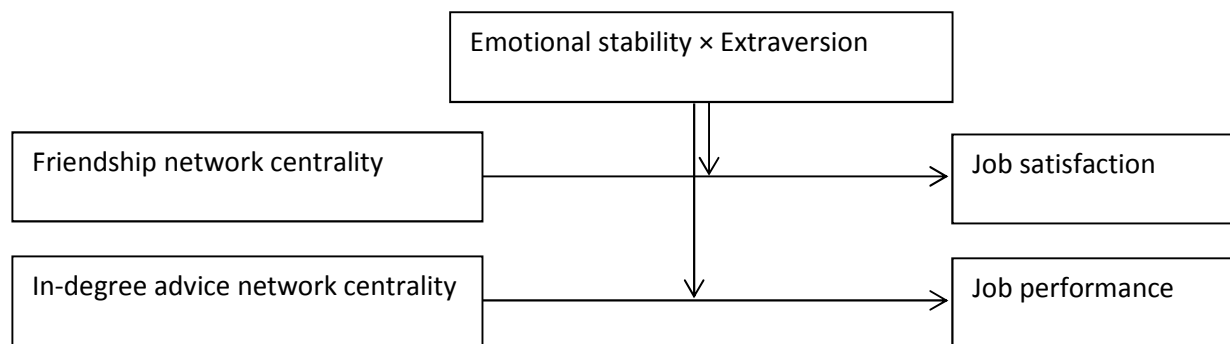 Emotional stability × Extraversion
Friendship network centrality
Job satisfaction
In-degree advice network centrality
Job performance